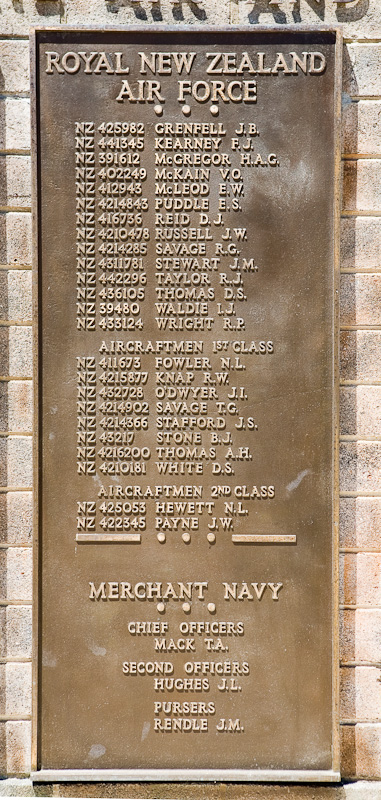 AIR AND
ROYAL NEW ZEALAND
AIR FORCE
NZ 425982 GRENFELL J.B.
NZ 441345 KEARNEY F.J.
NZ 391612 McGREGOR H.A.G.
NZ 402249 McKAIN V.O.
NZ 412943 McLEOD E.W.
NZ 4214843 PUDDLE E.S.
NZ 416736 REID D.J.
NZ 4210478 RUSSELL J.W.
NZ 4214285 SAVAGE R.G.
NZ 4311781 STEWART J.M.
NZ 442296 TAYLOR R.J.
NZ 436105 THOMAS D.S.
NZ 39480 WALDIE I.J.
NZ 433124 WRIGHT R.P.
AIRCRAFTMEN 1ST CLASS
NZ 411673 FOWLER N.L.
NZ 4215877 KNAP R.W.
NZ 432728 O'DWYER J.I.
NZ 4214902 SAVAGE T.G.
NZ 4214366 STAFFORD J.S.
NZ 43217 STONE B.J.
NZ 4216200 THOMAS A.H.
NZ 4210181 WHITE D.S.
AIRCRAFTMEN 2ND CLASS
NZ 425053 HEWETT N.L.
NZ 422345 PAYNE J.W.
MERCHANT NAVY
CHIEF OFFICERS
MACK T.A.
SECOND OFFICERS
HUGHES J.L.
PURSERS
RENDLE J.M.